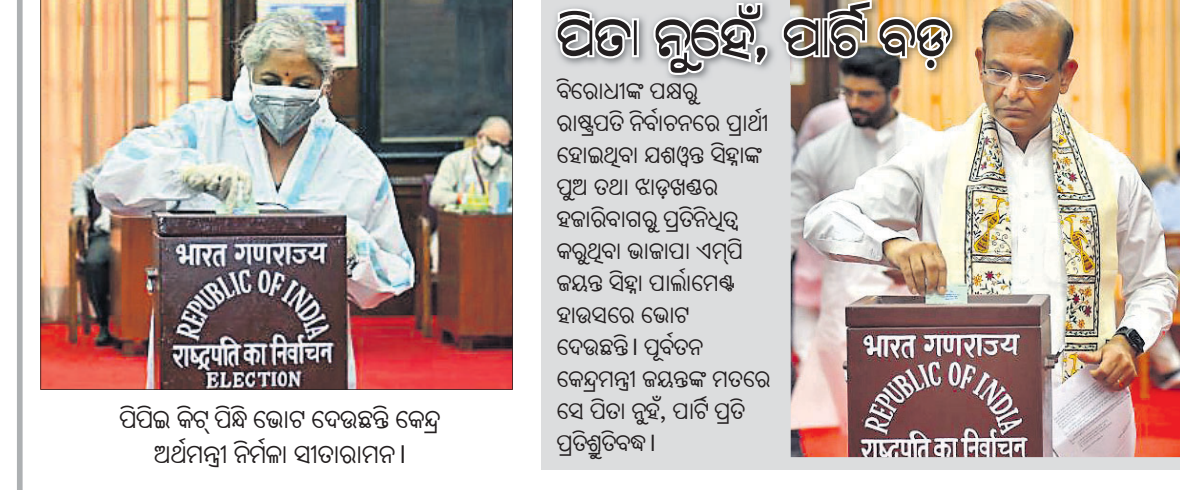 भारत गणराज्य
REPUBLIC OF INDIA
राष्ट्रपति का निर्वाचन
ELECTION
ପିପିଇ କିଟ୍ ପିନ୍ଧି ଭୋଟ ଦେଉଛନ୍ତି କେନ୍ଦ୍ର
ଅର୍ଥମନ୍ତ୍ରୀ ନିର୍ମଳା ସୀତାରାମନ।
ପିତା ନୁହେଁ, ପାର୍ଟି ବଡ଼
ବିରୋଧୀଙ୍କ ପକ୍ଷରୁ
ରାଷ୍ଟ୍ରପତି ନିର୍ବାଚନରେ ପ୍ରାର୍ଥୀ
ହୋଇଥିବା ଯଶୱନ୍ତ ସିହ୍ନାଙ୍କ
ପୁଅ ତଥା ଝାଡ଼ଖଣ୍ଡର
ହଜାରିବାଗରୁ ପ୍ରତିନିଧିତ୍ୱ
କରୁଥିବା ଭାଜାପା ଏମ୍‌ପି
ଜୟନ୍ତ ସିହ୍ନା ପାର୍ଲାମେଣ୍ଟ
ହାଉସରେ ଭୋଟ
ଦେଉଛନ୍ତି। ପୂର୍ବତନ
କେନ୍ଦ୍ରମନ୍ତ୍ରୀ ଜୟନ୍ତଙ୍କ ମତରେ
ସେ ପିତା ନୁହଁ, ପାର୍ଟି ପ୍ରତି
ପ୍ରତିଶ୍ରୁତିବଦ୍ଧ।
भारत गणराज्य
REPUBLIC OF INDIA
राष्ट्रपति का निर्वाचन